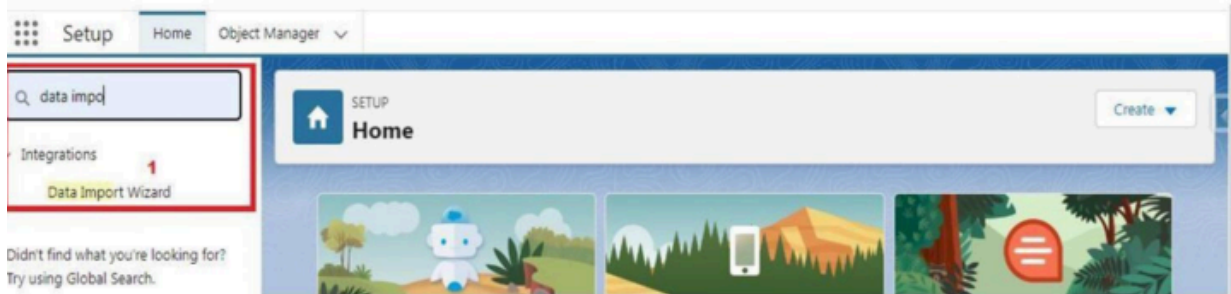 Setup Home Object Manager
data impo
Integrations
1
Data Import Wizard
Didn't find what you're looking for?
Try using Global Search.
SETUP
Home
Create